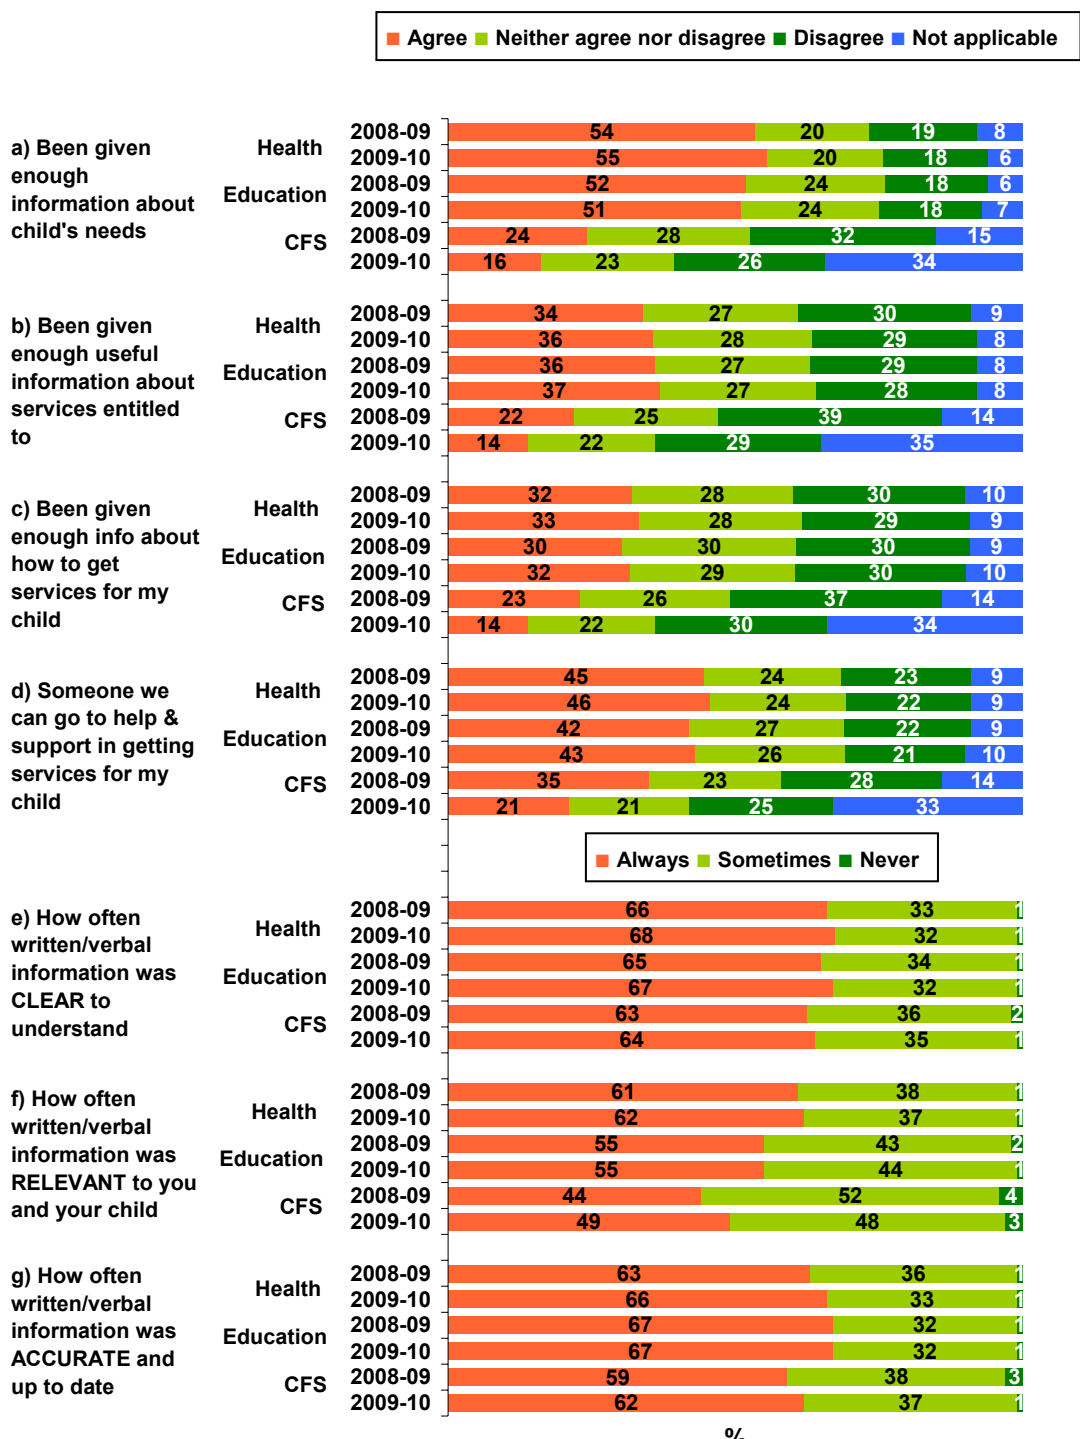 Agree Neither agree nor disagree Disagree Not applicable
a) Been given
enough
information about
child's needs
Health
2008-09 54 20 19 8
2009-10 55 20 18 6
Education
2008-09 52 24 18 6
2009-10 51 24 18 7
CFS
2008-09 24 28 32 15
2009-10 16 23 26 34
b) Been given
enough useful
information about
services entitled
to
Health
2008-09 34 27 30 9
2009-10 36 28 29 8
Education
2008-09 36 27 29 8
2009-10 37 27 28 8
CFS
2008-09 22 25 39 14
2009-10 14 22 29 35
c) Been given
enough info about
how to get
services for my
child
Health
2008-09 32 28 30 10
2009-10 33 28 29 9
Education
2008-09 30 30 30 9
2009-10 32 29 30 10
CFS
2008-09 23 26 37 14
2009-10 14 22 30 34
d) Someone we
can go to help &
support in getting
services for my
child
Health
2008-09 45 24 23 9
2009-10 46 24 22 9
Education
2008-09 42 27 22 9
2009-10 43 26 21 10
CFS
2008-09 35 23 28 14
2009-10 21 21 25 33
Always Sometimes Never
e) How often
written/verbal
information was
CLEAR to
understand
Health
2008-09 66 33 1
2009-10 68 32 1
Education
2008-09 65 34 1
2009-10 67 32 1
CFS
2008-09 63 36 2
2009-10 64 35 1
f) How often
written/verbal
information was
RELEVANT to you
and your child
Health
2008-09 61 38 1
2009-10 62 37 1
Education
2008-09 55 43 2
2009-10 55 44 1
CFS
2008-09 44 52 4
2009-10 49 48 3
g) How often
written/verbal
information was
ACCURATE and
up to date
Health
2008-09 63 36 1
2009-10 66 33 1
Education
2008-09 67 32 1
2009-10 67 32 1
CFS
2008-09 59 38 3
2009-10 62 37 1
%